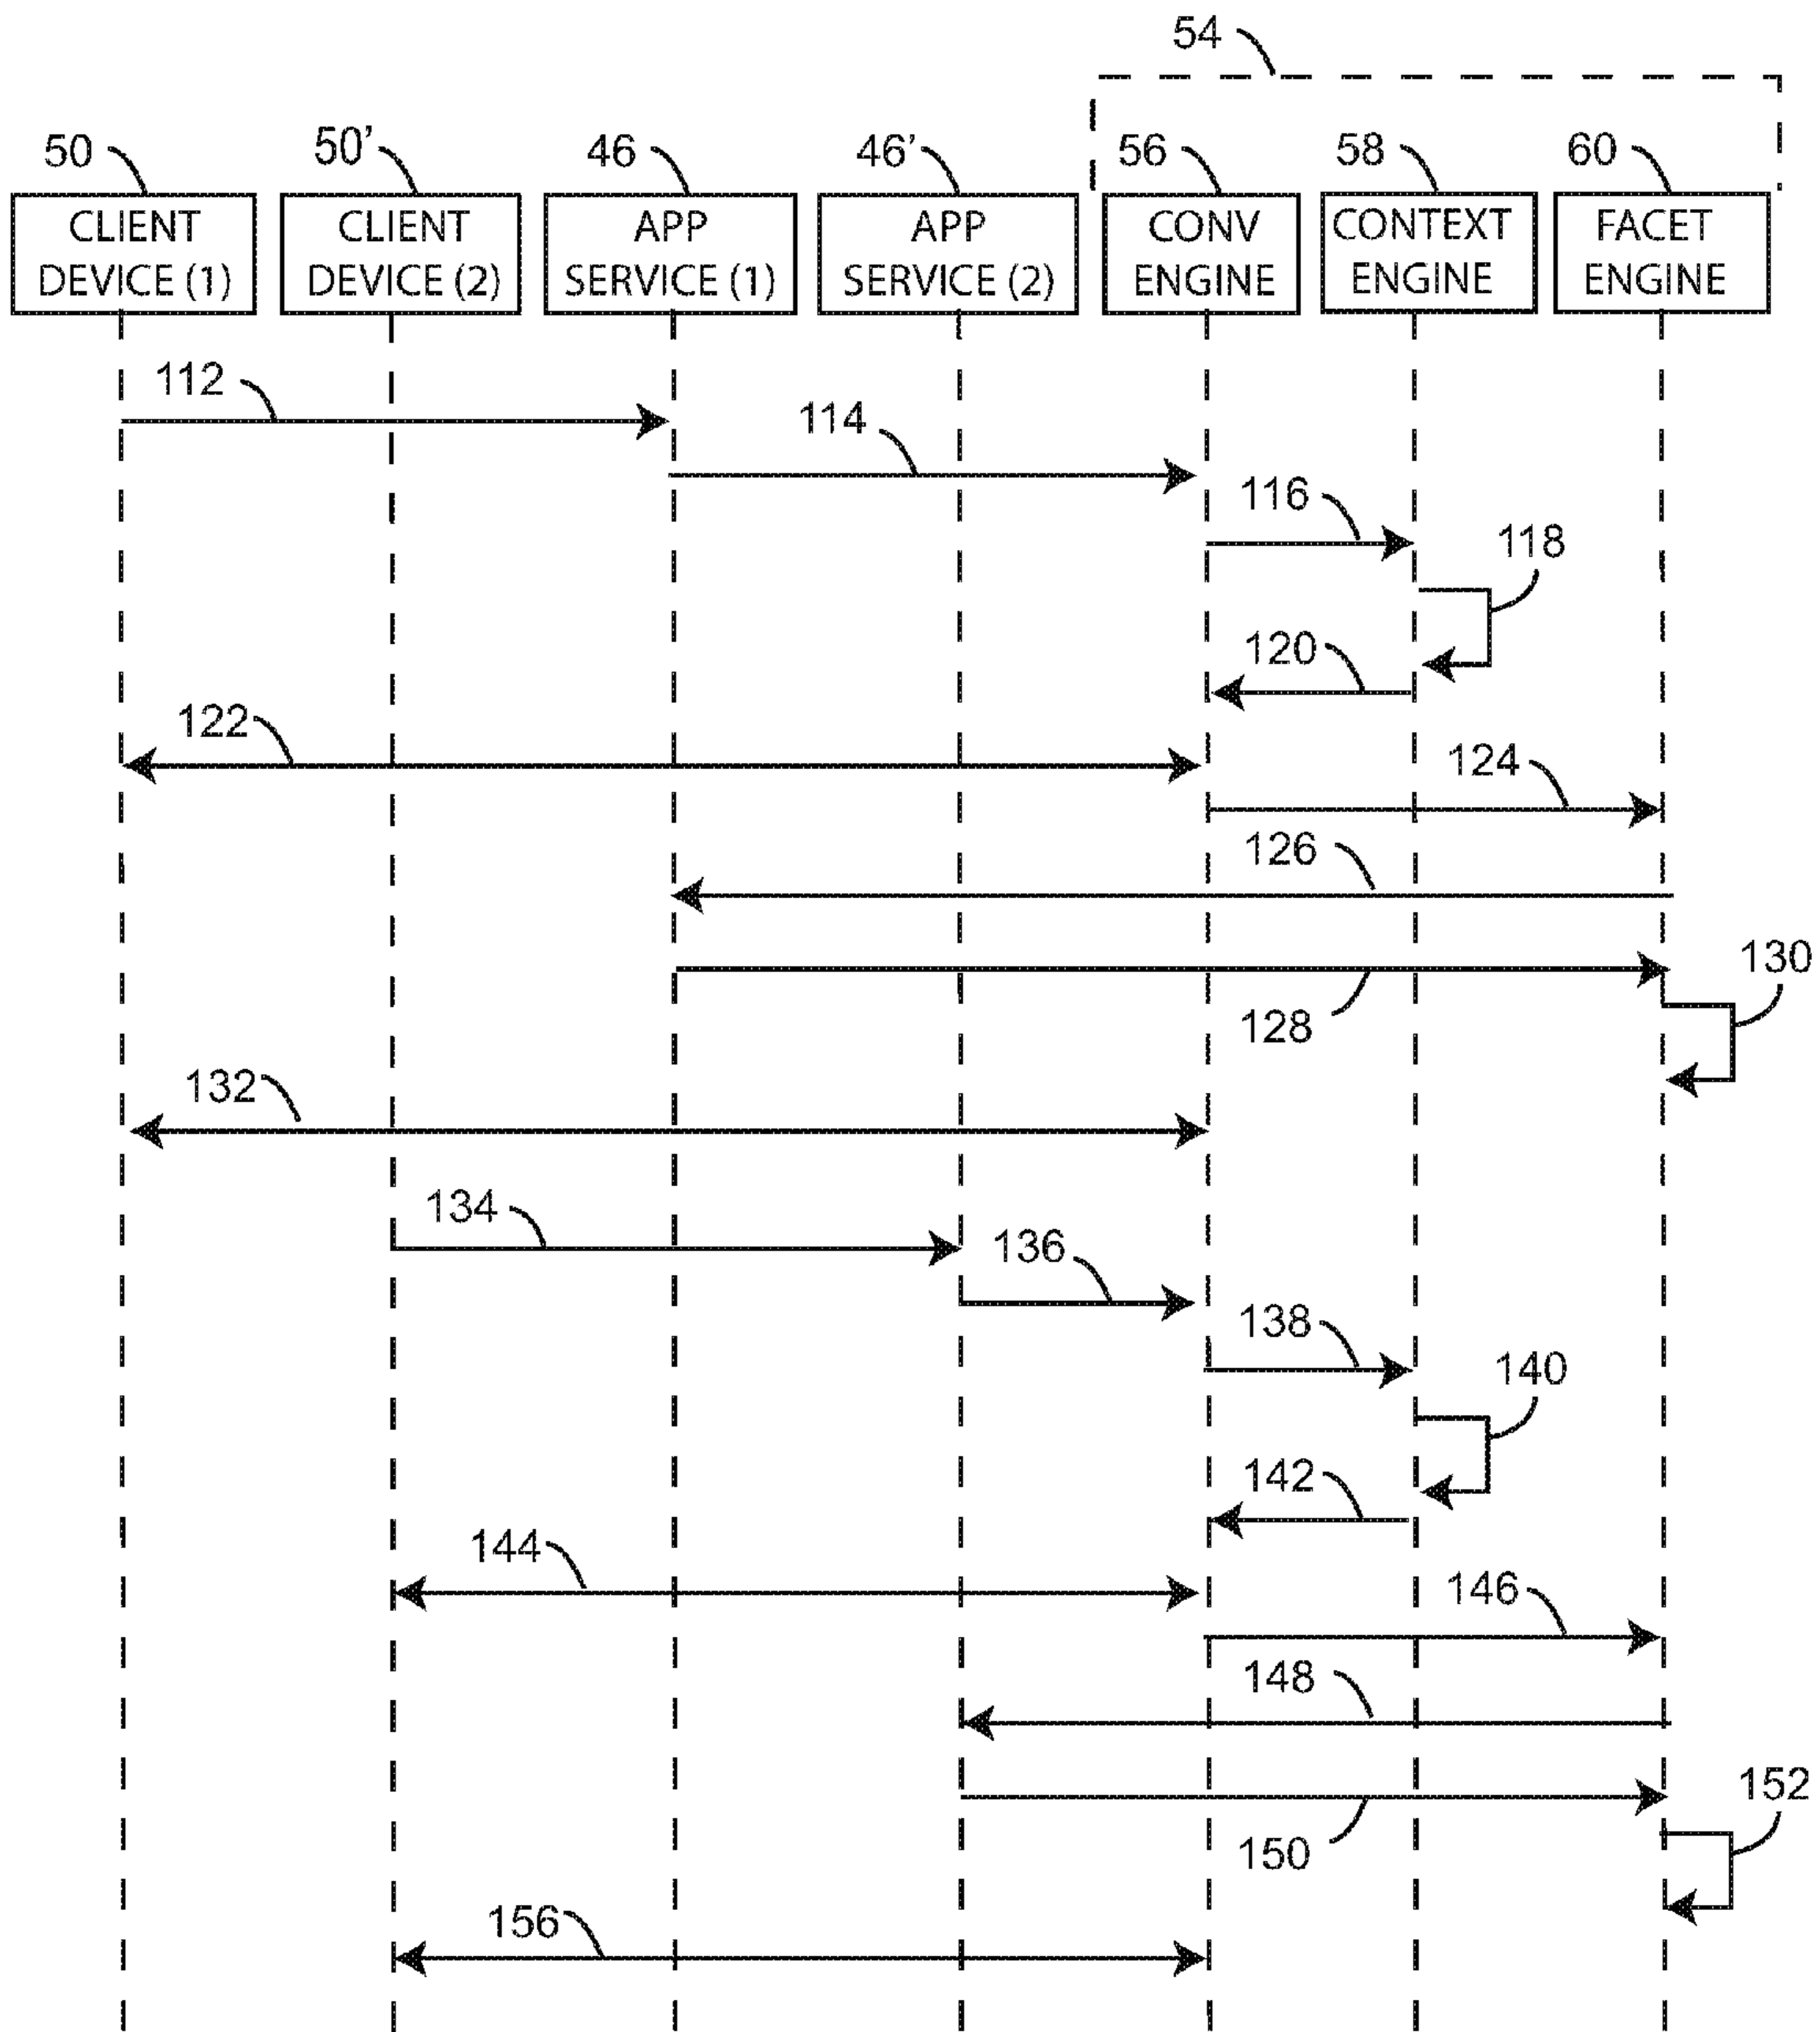 54
50
50’
46
46’
56
58
60
CLIENT
DEVICE (1)
CLIENT
DEVICE (2)
APP
SERVICE (1)
APP
SERVICE (2)
CONV
ENGINE
CONTEXT
ENGINE
FACET
ENGINE
112
114
116
118
120
122
124
126
128
130
132
134
136
138
140
142
144
146
148
150
152
156